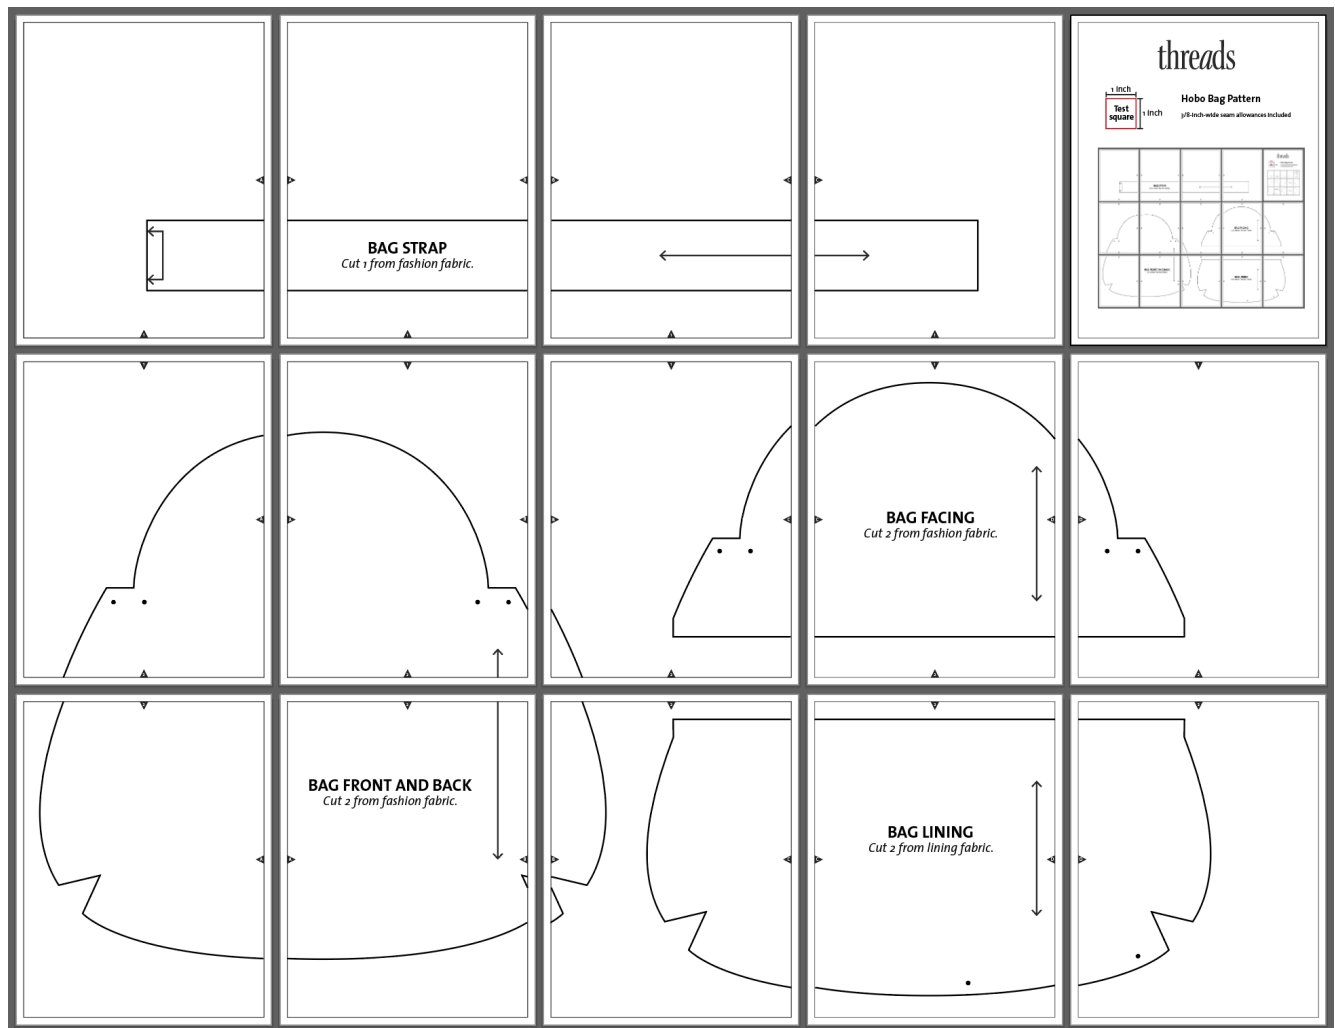 threads
1 inch
Test
square
1 inch
Hobo Bag Pattern
3/8-inch-wide seam allowances included
BAG STRAP
Cut 1 from fashion fabric.
BAG FACING
Cut 2 from fashion fabric.
BAG FRONT AND BACK
Cut 2 from fashion fabric.
BAG LINING
Cut 2 from lining fabric.